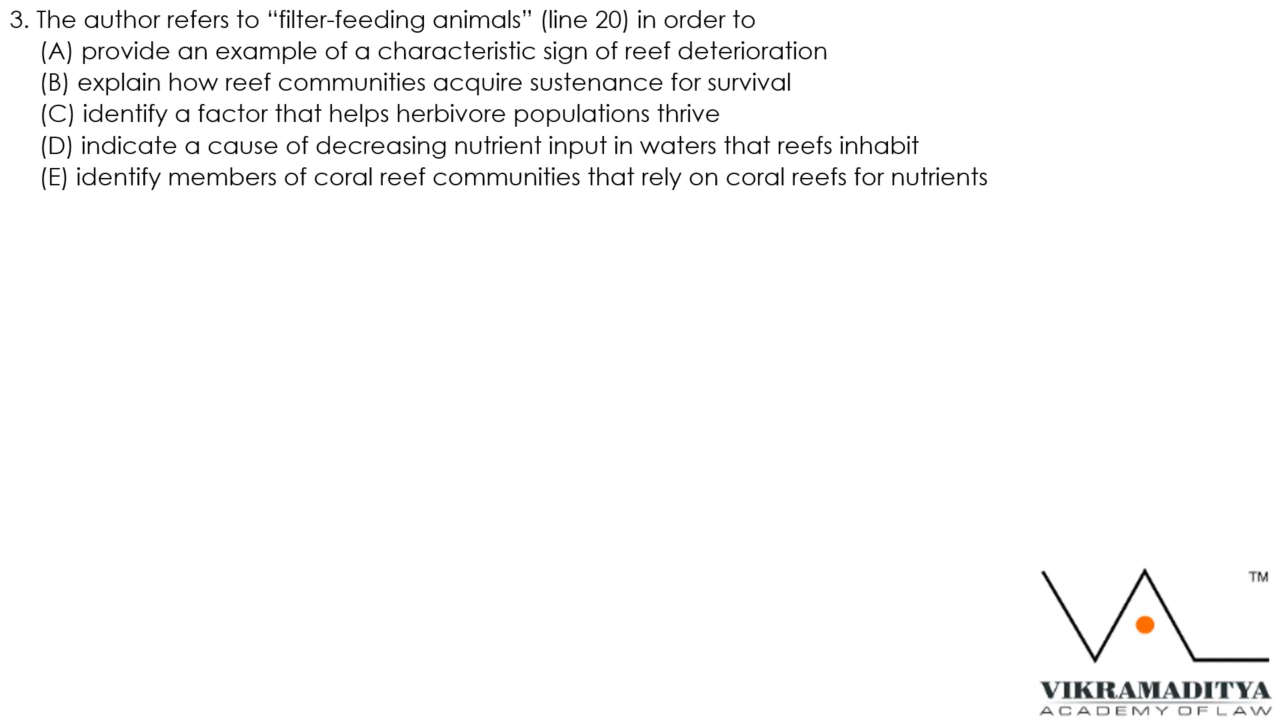 3. The author refers to “filter-feeding animals” (line 20) in order to
(A) provide an example of a characteristic sign of reef deterioration
(B) explain how reef communities acquire sustenance for survival
(C) identify a factor that helps herbivore populations thrive
(D) indicate a cause of decreasing nutrient input in waters that reefs inhabit
(E) identify members of coral reef communities that rely on coral reefs for nutrients
TM
VIKRAMADITYA
ACADEMY OF LAW